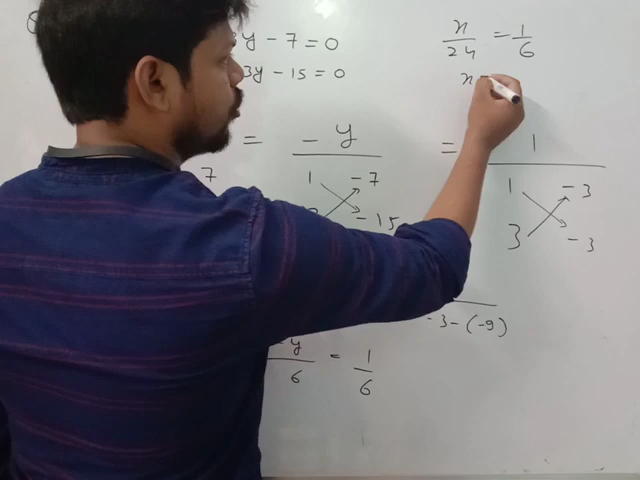 y - 7 = 0
3y - 15 = 0
x/24 = 1/6
x =
7
= - y = 1
1 - 7
- 15
1 - 3
3 - 3
- 3 - (-9)
- y/6 = 1/6